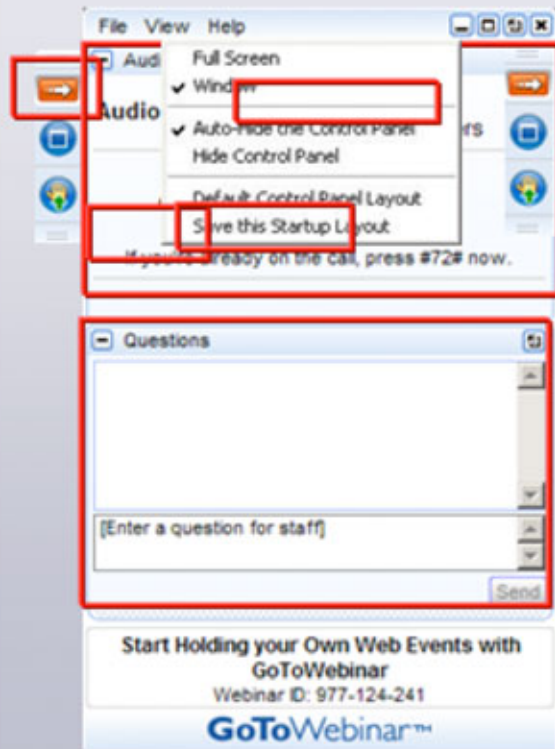 File View Help
Audi
Full Screen
Window
Audio
Auto-Hide the Control Panel
ers
Hide Control Panel
Default Control Panel Layout
Save this Startup Layout
If you're already on the call, press #72# now.
Questions
[Enter a question for staff]
Send
Start Holding your Own Web Events with
GoToWebinar
Webinar ID: 977-124-241
GoToWebinar™